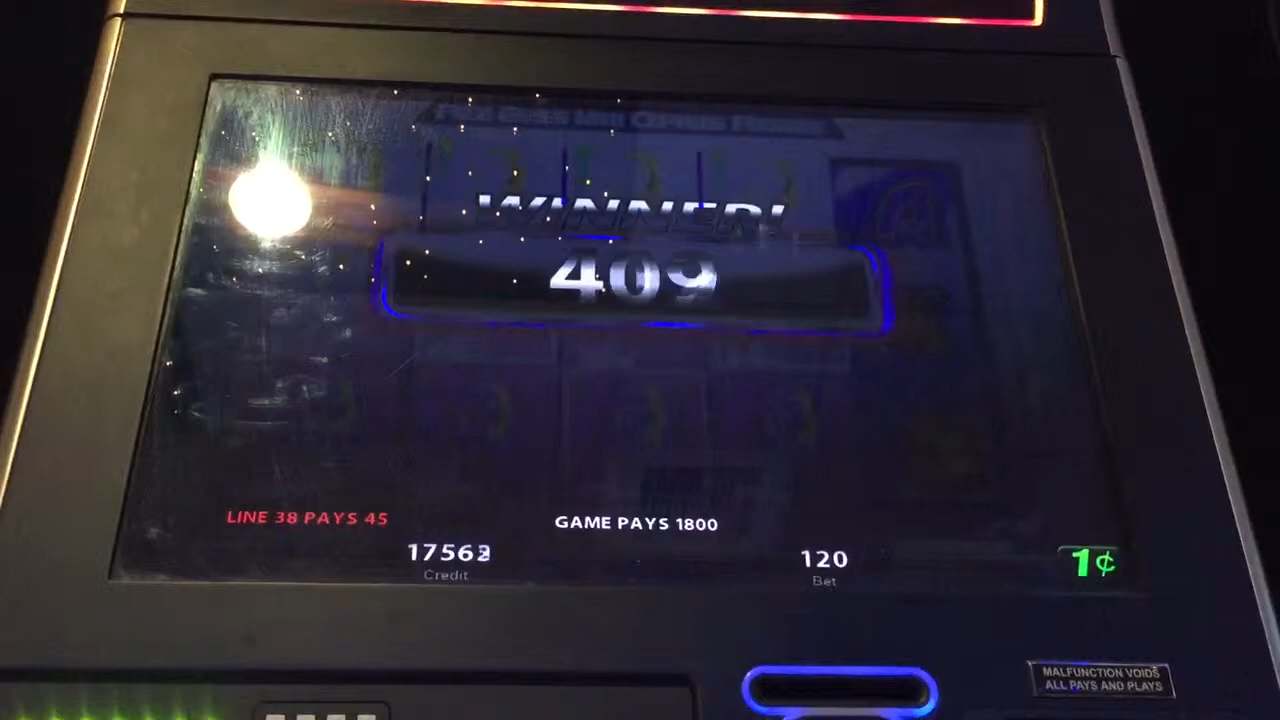 WINNER!
409
LINE 38 PAYS 45
GAME PAYS 1800
Credit
120
Bet
1¢
MALFUNCTION VOIDS
ALL PAYS AND PLAYS